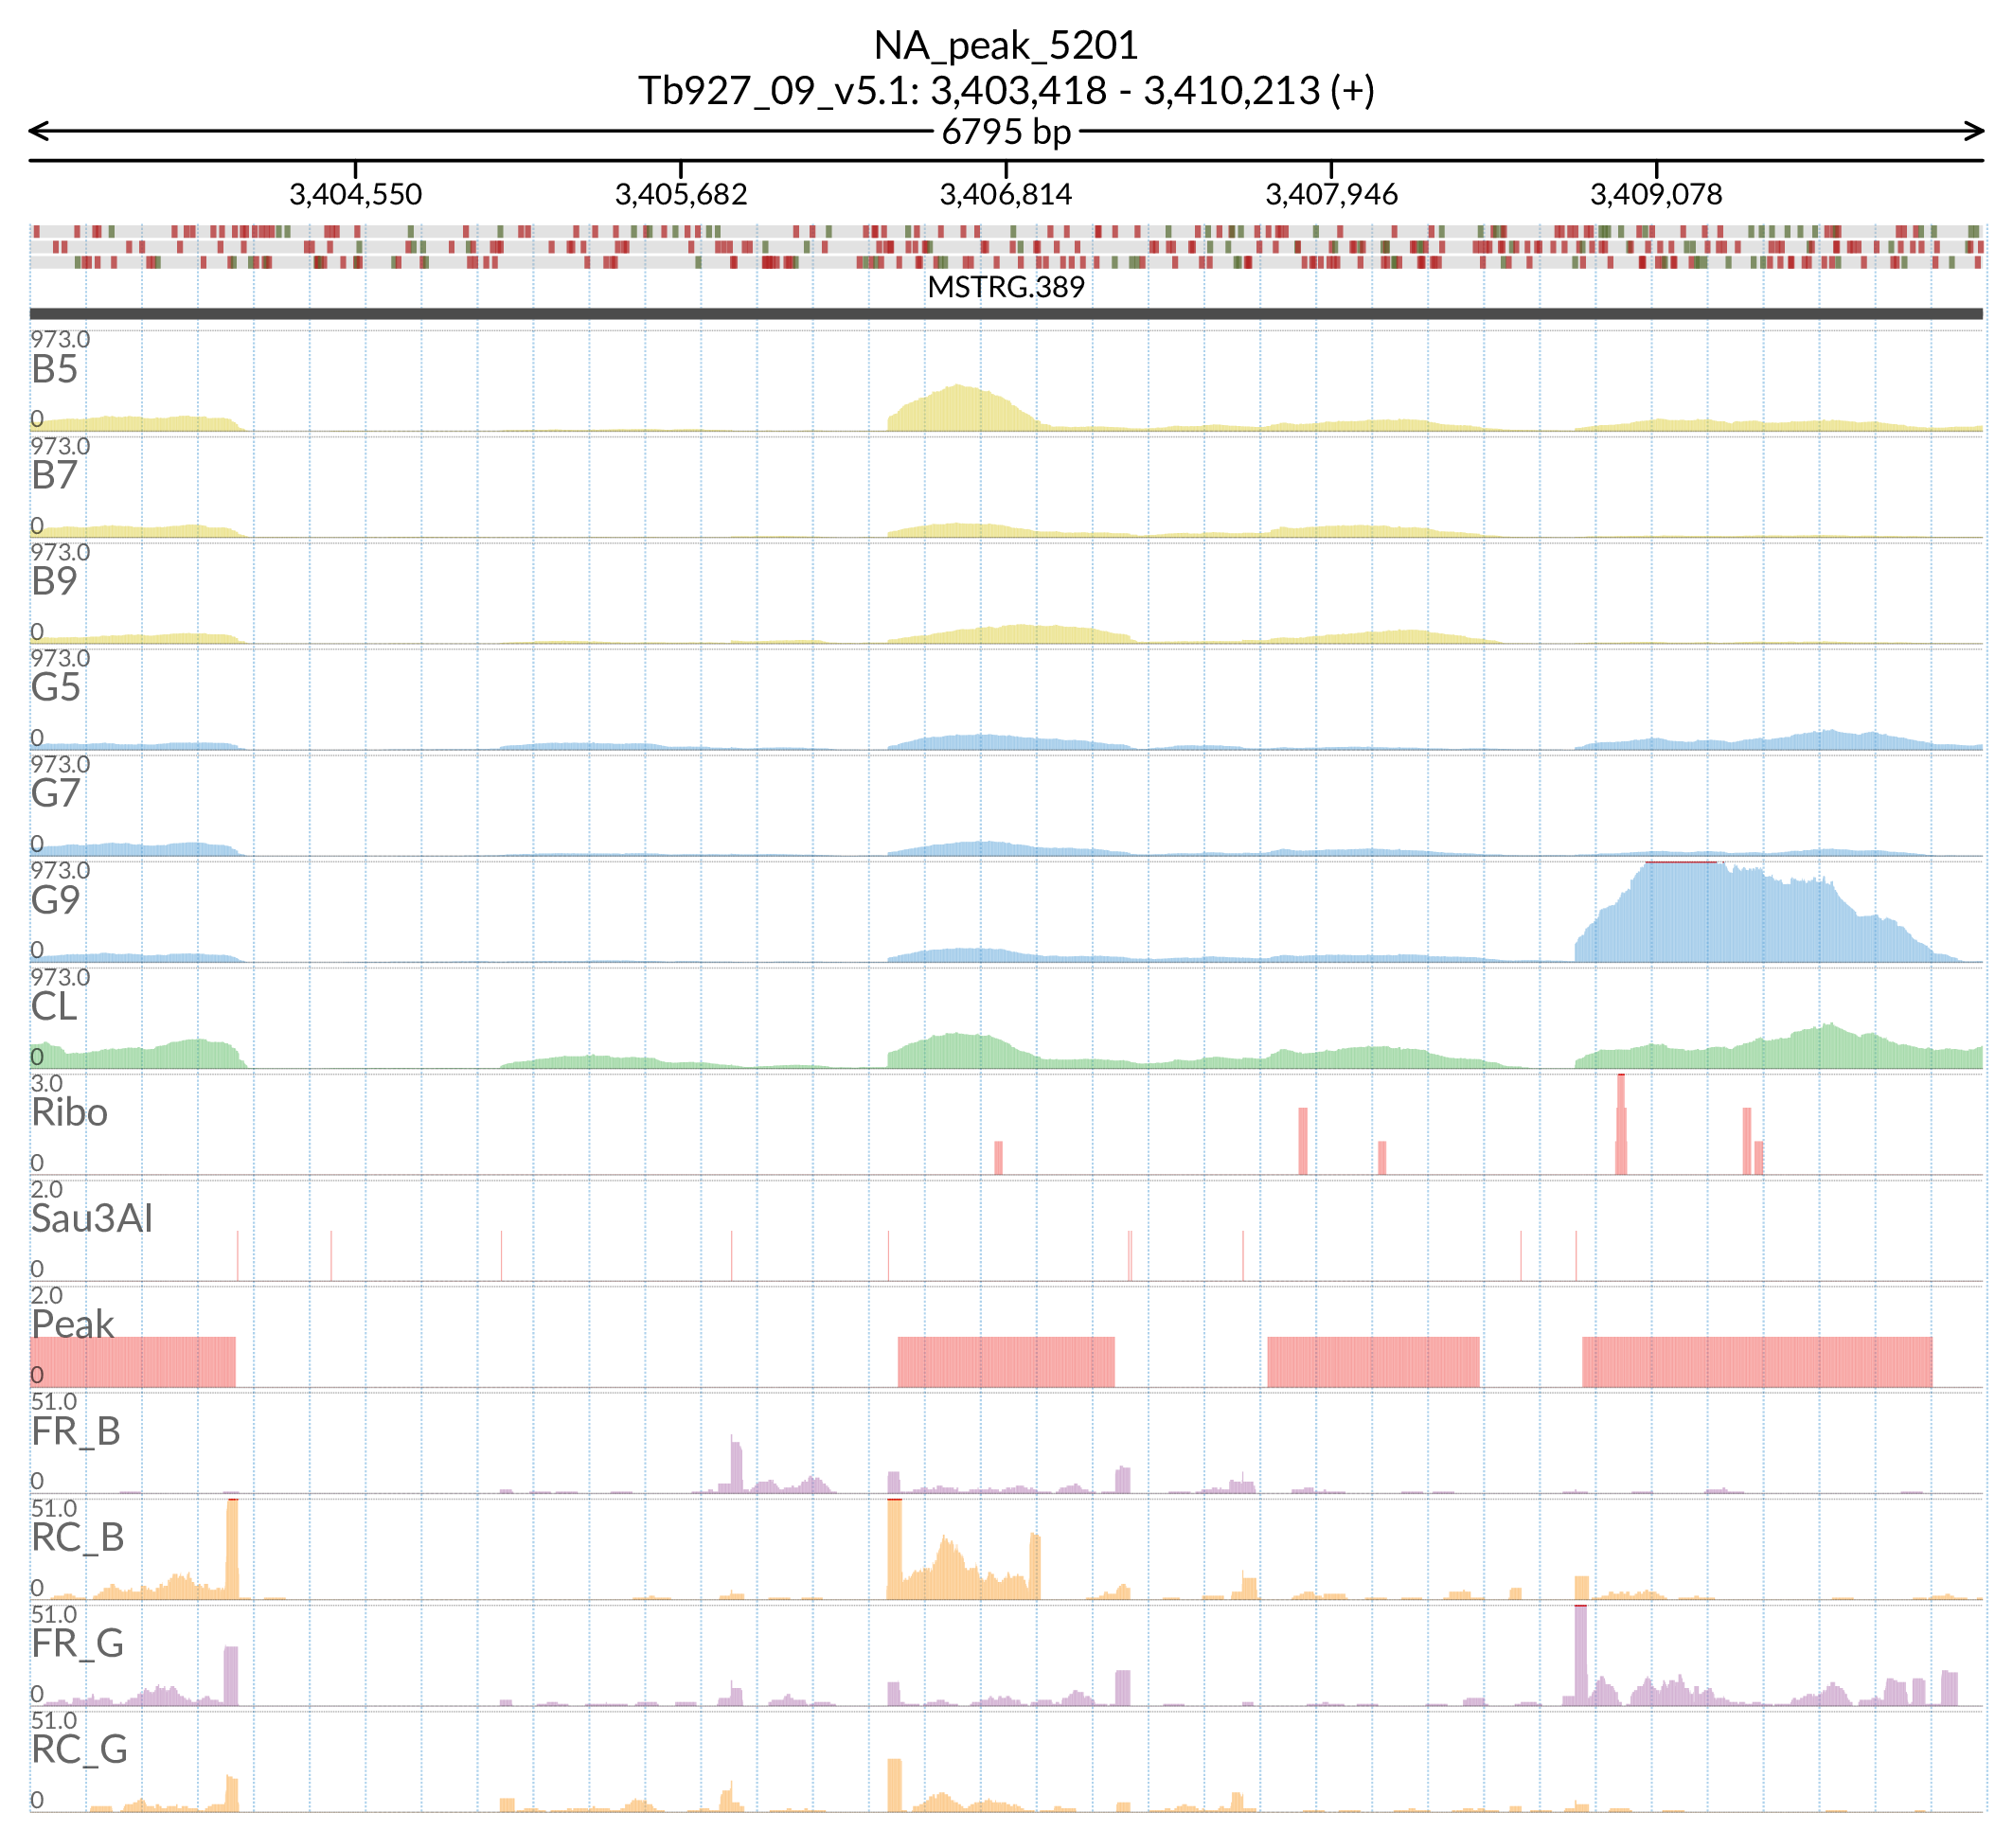 NA_peak_5201
Tb927_09_v5.1: 3,403,418 - 3,410,213 (+)
6795 bp
3,404,550 3,405,682 3,406,814 3,407,946 3,409,078
MSTRG.389
973.0
B5
0
973.0
B7
0
973.0
B9
0
973.0
G5
0
973.0
G7
0
973.0
G9
0
973.0
CL
0
3.0
Ribo
0
2.0
Sau3AI
0
2.0
Peak
0
51.0
FR_B
0
51.0
RC_B
0
51.0
FR_G
0
51.0
RC_G
0